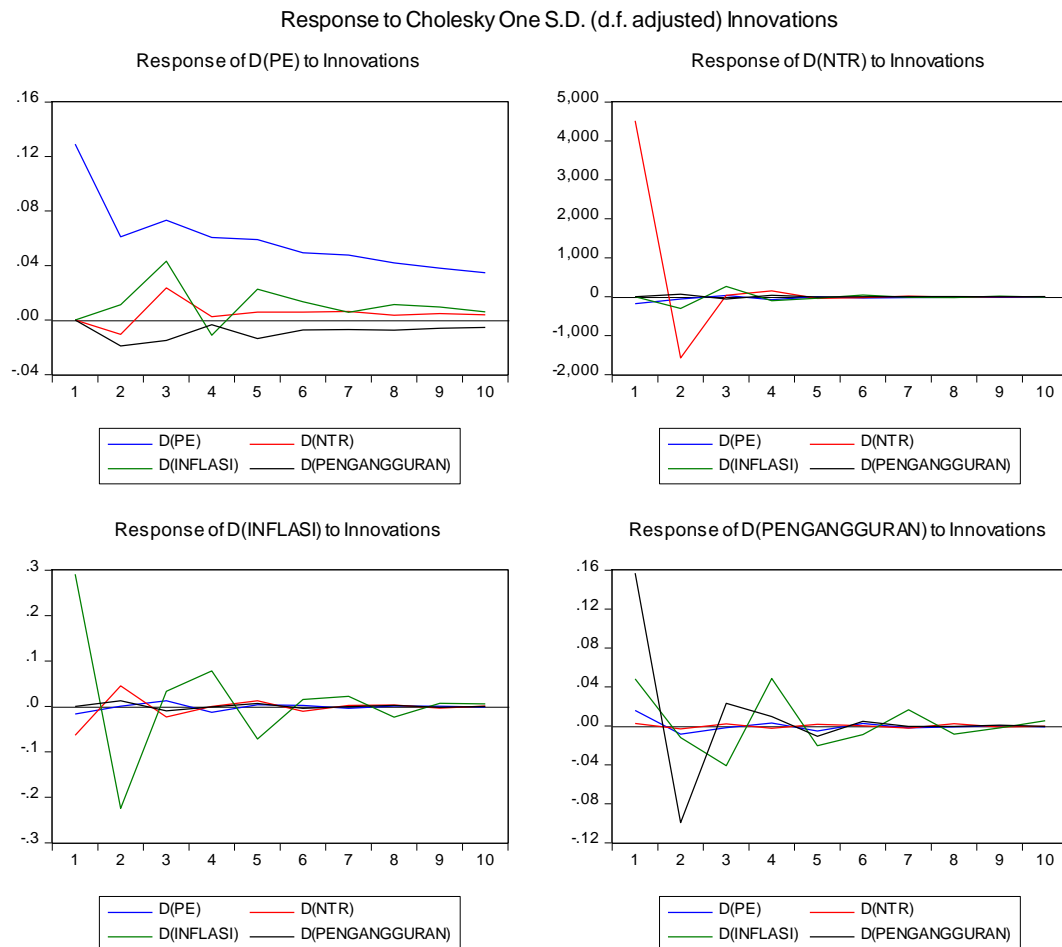 Response to Cholesky One S.D. (d.f. adjusted) Innovations
Response of D(PE) to Innovations
.16
.12
.08
.04
.00
-.04
1 2 3 4 5 6 7 8 9 10
D(PE) D(NTR)
D(INFLASI) D(PENGANGGURAN)
Response of D(NTR) to Innovations
5,000
4,000
3,000
2,000
1,000
0
-1,000
-2,000
1 2 3 4 5 6 7 8 9 10
D(PE) D(NTR)
D(INFLASI) D(PENGANGGURAN)
Response of D(INFLASI) to Innovations
.3
.2
.1
.0
-.1
-.2
-.3
1 2 3 4 5 6 7 8 9 10
D(PE) D(NTR)
D(INFLASI) D(PENGANGGURAN)
Response of D(PENGANGGURAN) to Innovations
.16
.12
.08
.04
.00
-.04
-.08
-.12
1 2 3 4 5 6 7 8 9 10
D(PE) D(NTR)
D(INFLASI) D(PENGANGGURAN)